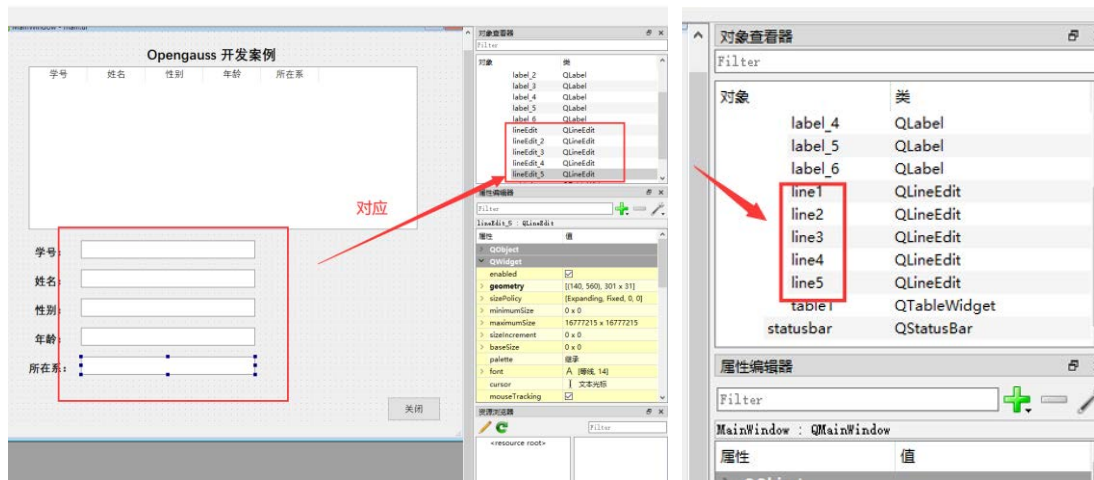 Opengauss 开发案例
学号 姓名 性别 年龄 所在系
对应
学号:
姓名:
性别:
年龄:
所在系:
关闭
对象查看器
Filter
对象 类
label_2 QLabel
label_3 QLabel
label_4 QLabel
label_5 QLabel
label_6 QLabel
lineEdit QLineEdit
lineEdit_2 QLineEdit
lineEdit_3 QLineEdit
lineEdit_4 QLineEdit
lineEdit_5 QLineEdit
属性编辑器
Filter
lineEdit_5 : QLineEdit
属性 值
QObject
QWidget
enabled
geometry [(140, 560), 301 x 31]
sizePolicy [Expanding, Fixed, 0, 0]
minimumSize 0 x 0
maximumSize 16777215 x 16777215
sizeIncrement 0 x 0
baseSize 0 x 0
palette 继承
font A [等线, 14]
cursor 文本光标
mouseTracking
资源浏览器
Filter
<resource root>
对象查看器
Filter
对象 类
label_4 QLabel
label_5 QLabel
label_6 QLabel
line1 QLineEdit
line2 QLineEdit
line3 QLineEdit
line4 QLineEdit
line5 QLineEdit
table1 QTableWidget
statusbar QStatusBar
属性编辑器
Filter
MainWindow : QMainWindow
属性 值